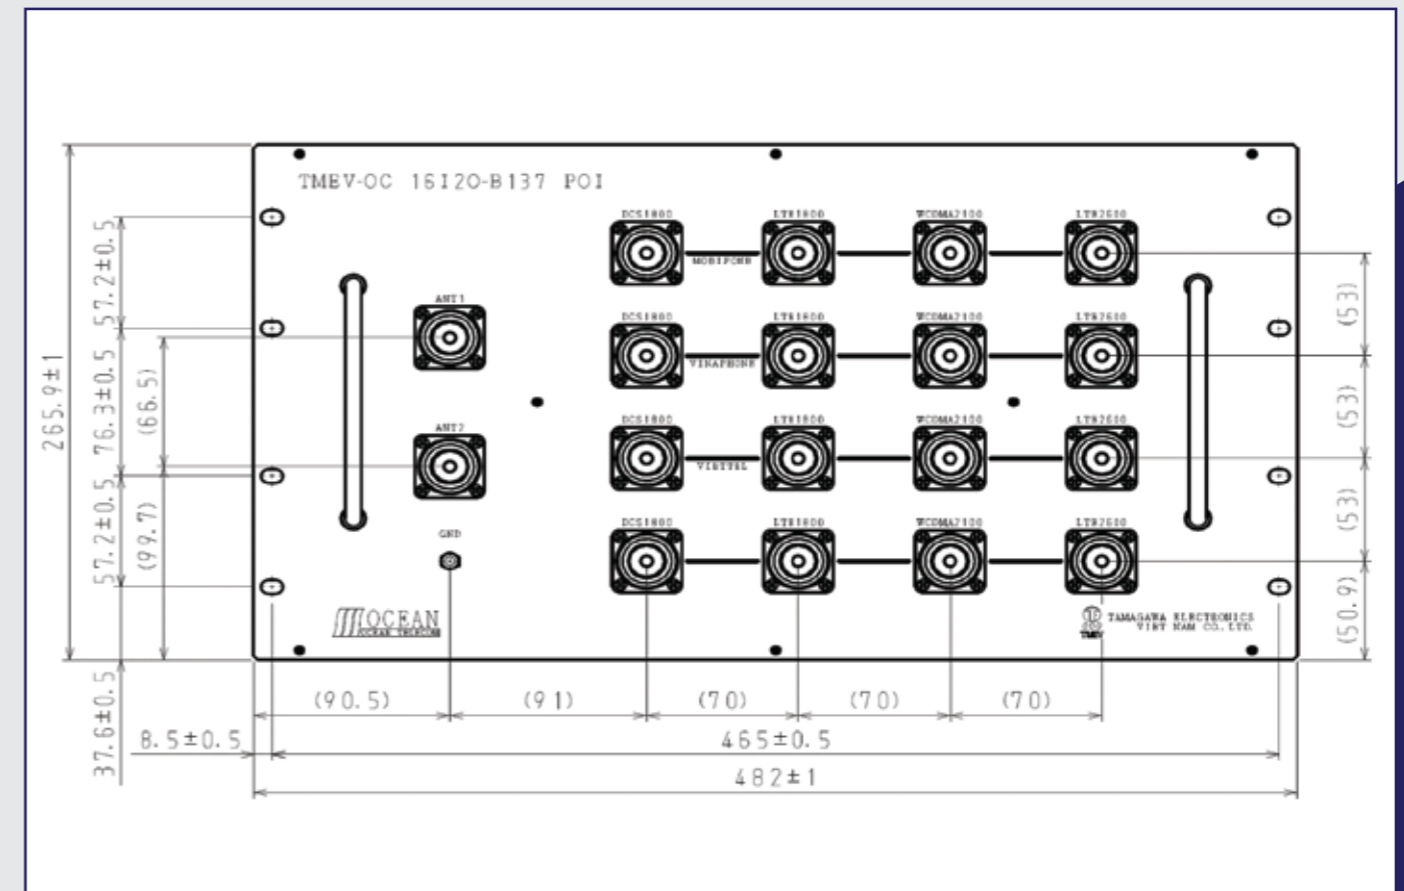 TMEV-OC 16I2O-B137 POI
DCS1800 LTE1800 WCDMA2100 LTE2600
MOBIFONE
ANT1
DCS1800 LTE1800 WCDMA2100 LTE2600
VINAPHONE
ANT2
DCS1800 LTE1800 WCDMA2100 LTE2600
VIETTEL
GND
DCS1800 LTE1800 WCDMA2100 LTE2600
OCEAN
OCEAN TELECOM
TMEV
TAMAGAWA ELECTRONICS
VIET NAM CO.,LTD.
265.9±1
57.2±0.5
76.3±0.5
57.2±0.5
37.6±0.5
(66.5)
(99.7)
(53)
(53)
(53)
(50.9)
(90.5) (91) (70) (70) (70)
8.5±0.5 465±0.5
482±1